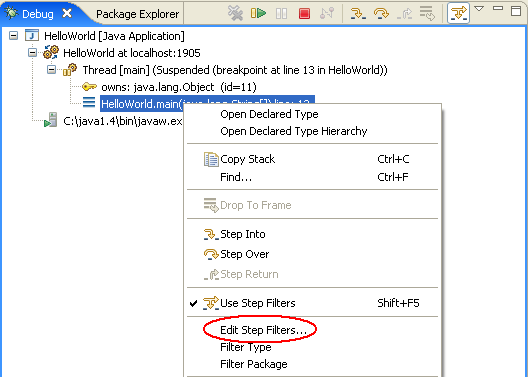 Debug Package Explorer
HelloWorld [Java Application]
HelloWorld at localhost:1905
Thread [main] (Suspended (breakpoint at line 13 in HelloWorld))
owns: java.lang.Object (id=11)
HelloWorld.main(java.lang.String[]) line: 13
C:\java1.4\bin\javaw.ex
Open Declared Type
Open Declared Type Hierarchy
Copy Stack Ctrl+C
Find... Ctrl+F
Drop To Frame
Step Into
Step Over
Step Return
Use Step Filters Shift+F5
Edit Step Filters...
Filter Type
Filter Package